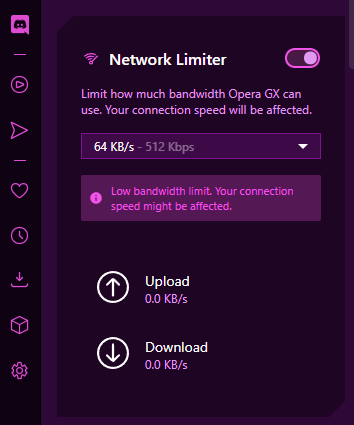 Network Limiter
Limit how much bandwidth Opera GX can
use. Your connection speed will be affected.
64 KB/s - 512 Kbps
Low bandwidth limit. Your connection
speed might be affected.
Upload
0.0 KB/s
Download
0.0 KB/s